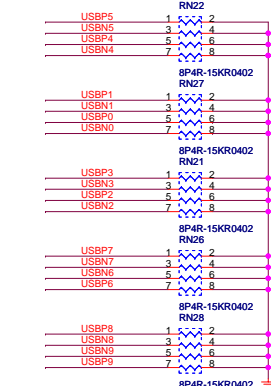 RN22
USBP5 1 2
USBN5 3 4
USBP4 5 6
USBN4 7 8
8P4R-15KR0402
RN27
USBP1 1 2
USBN1 3 4
USBP0 5 6
USBN0 7 8
8P4R-15KR0402
RN21
USBP3 1 2
USBN3 3 4
USBP2 5 6
USBN2 7 8
8P4R-15KR0402
RN26
USBP7 1 2
USBN7 3 4
USBN6 5 6
USBP6 7 8
8P4R-15KR0402
RN28
USBP8 1 2
USBN8 3 4
USBN9 5 6
USBP9 7 8
8P4R-15KR0402